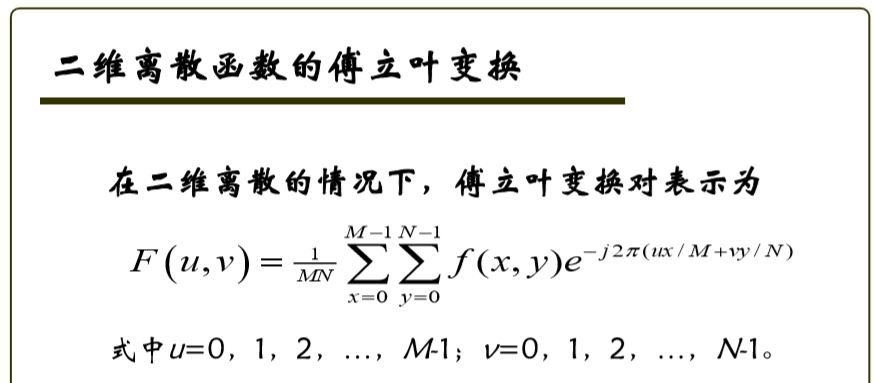 二维离散函数的傅立叶变换
在二维离散的情况下，傅立叶变换对表示为
F(u,v) = \frac{1}{MN} \sum_{x=0}^{M-1} \sum_{y=0}^{N-1} f(x,y)e^{-j2π(ux/M+vy/N)}
式中u=0，1，2，…，M-1；v=0，1，2，…，N-1。